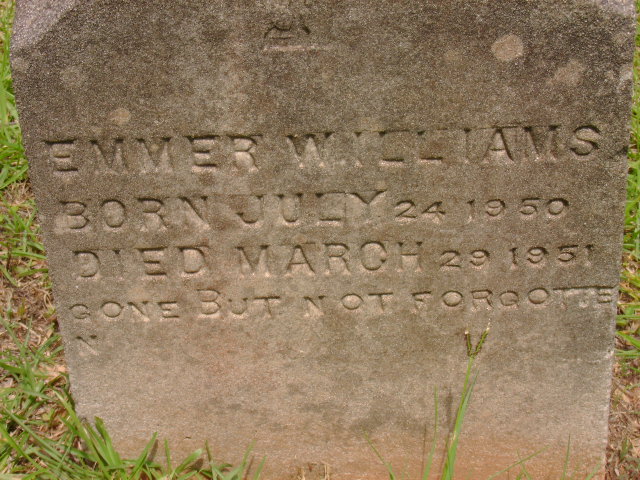 EMMER WILLIAMS
BORN JULY 24 1950
DIED MARCH 29 1951
GONE BUT NOT FORGOTTE
N